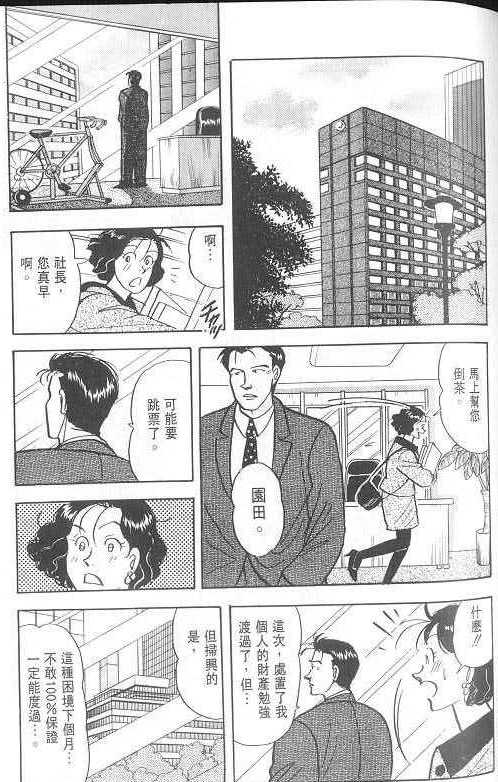 啊…
社長，
您真早
啊。
馬上幫你
倒茶。
園田。
可能要
跳票了。
什麼!!
這次，處置了我
個人的財產勉強
渡過了，但…
但掃興的
是，
這種困境下個月…
不敢100%保證
一定能度過…。